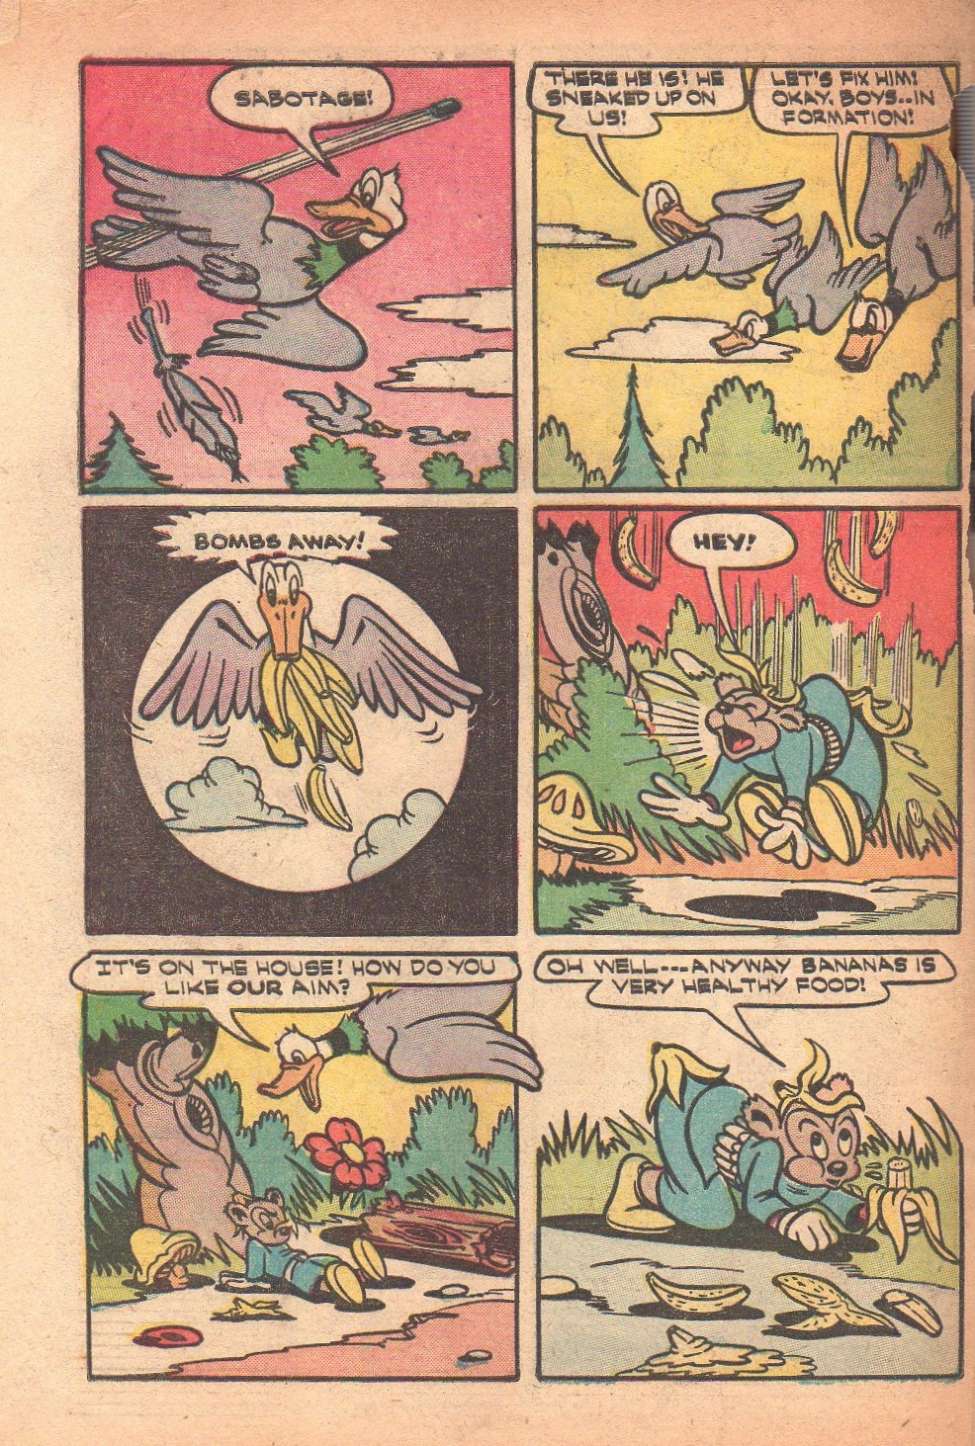 SABOTAGE!
THERE HE IS! HE
SNEAKED UP ON
US!
LET'S FIX HIM!
OKAY, BOYS..IN
FORMATION!
BOMBS AWAY!
HEY!
IT'S ON THE HOUSE! HOW DO YOU
LIKE OUR AIM?
OH WELL---ANYWAY BANANAS IS
VERY HEALTHY FOOD!